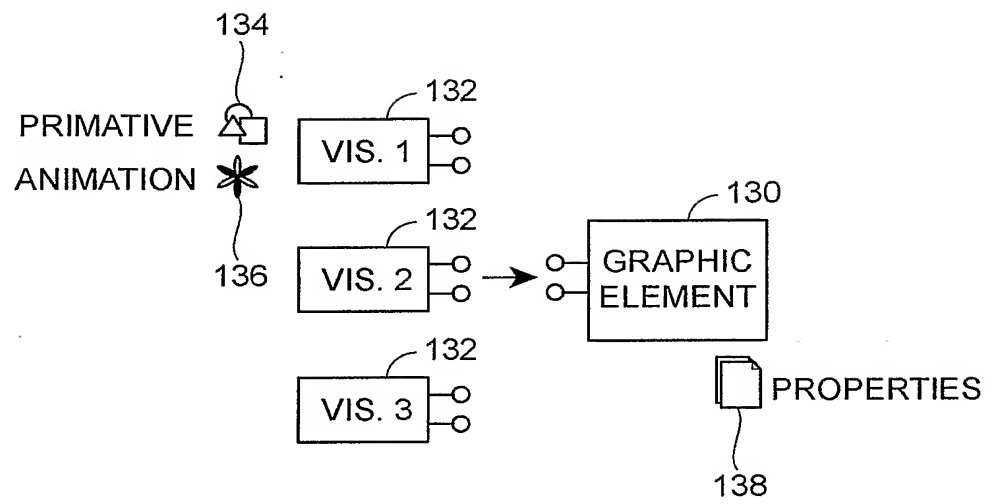 134
PRIMATIVE
ANIMATION
136
132
VIS. 1
132
VIS. 2
132
VIS. 3
130
GRAPHIC
ELEMENT
PROPERTIES
138